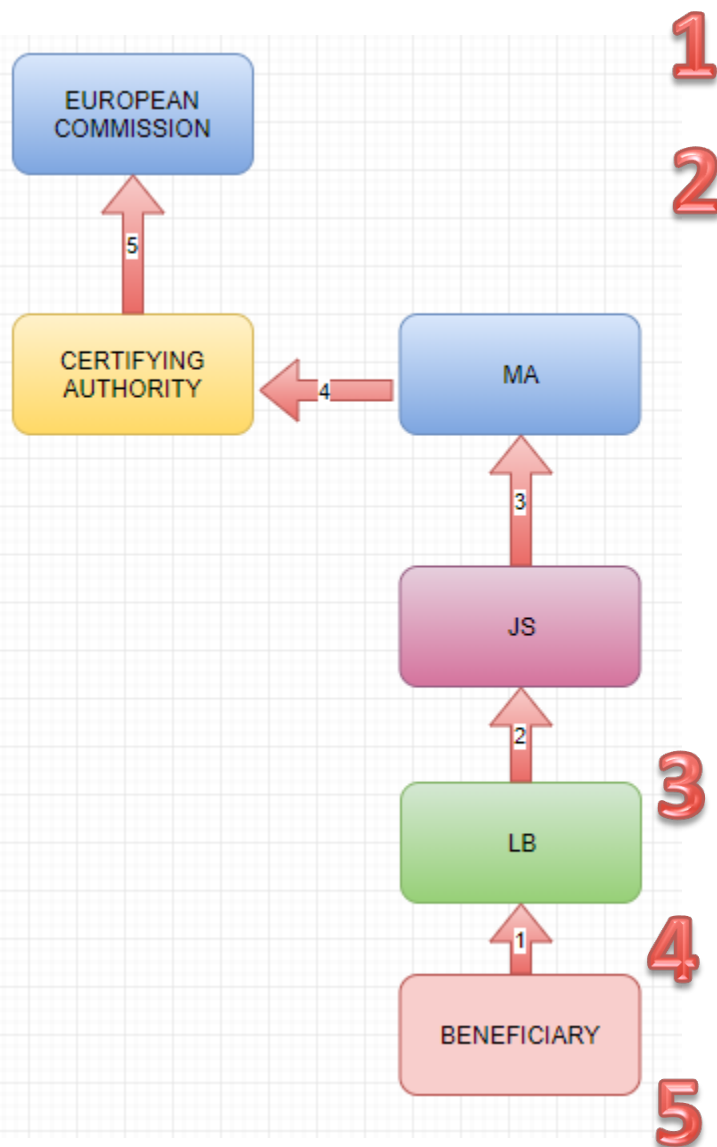 1
EUROPEAN
COMMISSION
2
5
CERTIFYING
AUTHORITY
4
MA
3
JS
2
3
LB
1
4
BENEFICIARY
5